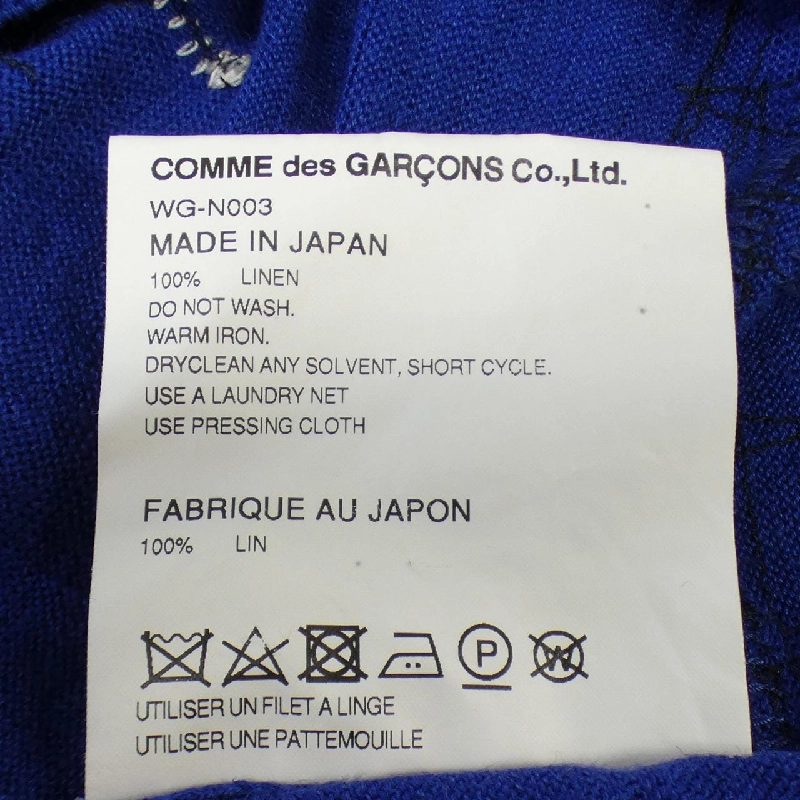 COMME des GARÇONS Co.,Ltd.
WG-N003
MADE IN JAPAN
100% LINEN
DO NOT WASH.
WARM IRON.
DRYCLEAN ANY SOLVENT, SHORT CYCLE.
USE A LAUNDRY NET
USE PRESSING CLOTH
FABRIQUE AU JAPON
100% LIN
P W
UTILISER UN FILET A LINGE
UTILISER UNE PATTEMOUILLE